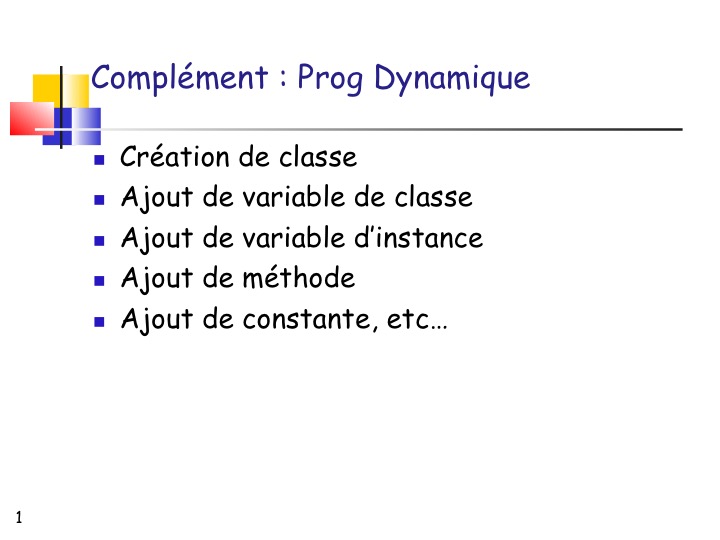 Complément : Prog Dynamique
Création de classe
Ajout de variable de classe
Ajout de variable d’instance
Ajout de méthode
Ajout de constante, etc…
1